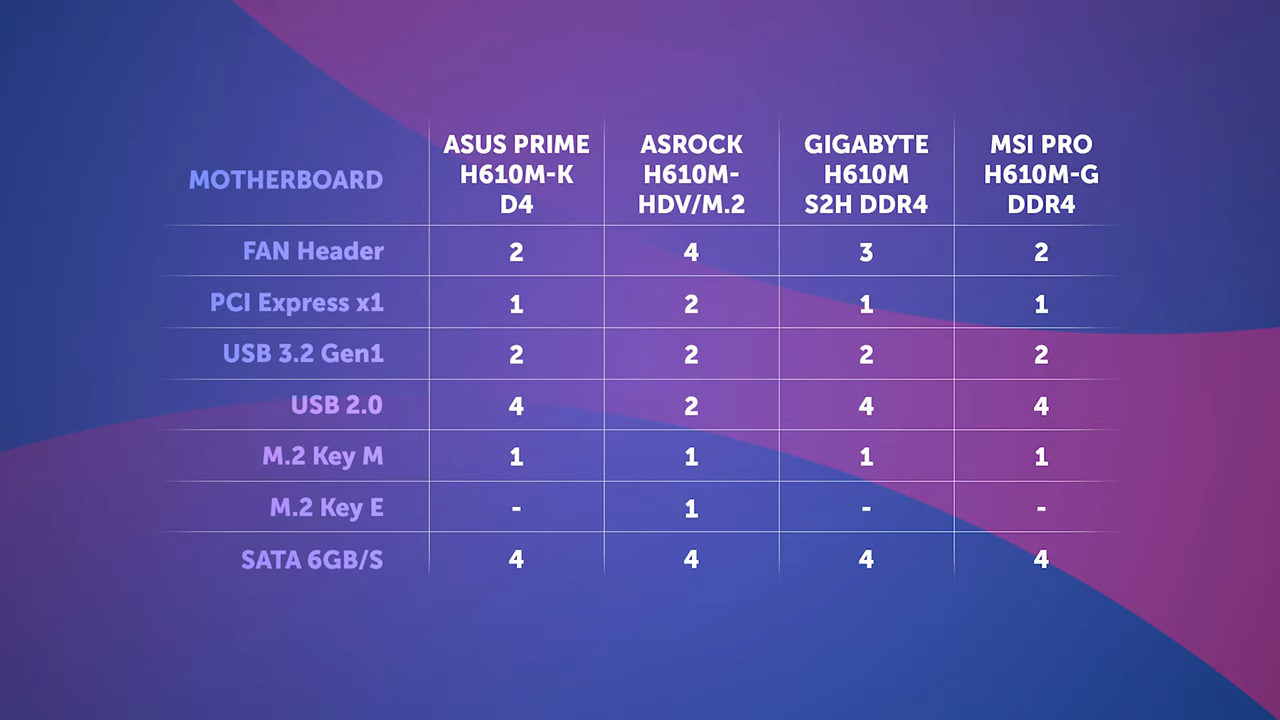 MOTHERBOARD ASUS PRIME H610M-K D4 ASROCK H610M-HDV/M.2 GIGABYTE H610M S2H DDR4 MSI PRO H610M-G DDR4
FAN Header 2 4 3 2
PCI Express x1 1 2 1 1
USB 3.2 Gen1 2 2 2 2
USB 2.0 4 2 4 4
M.2 Key M 1 1 1 1
M.2 Key E - 1 - -
SATA 6GB/S 4 4 4 4